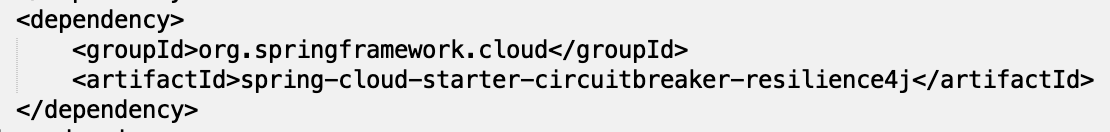 <dependency>
    <groupId>org.springframework.cloud</groupId>
    <artifactId>spring-cloud-starter-circuitbreaker-resilience4j</artifactId>
</dependency>